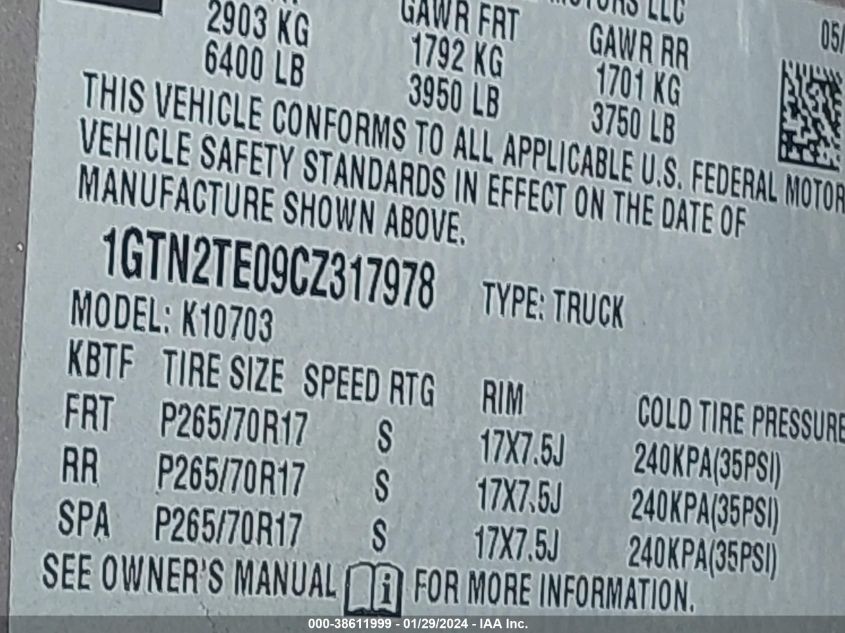 GAWR FRT
GAWR RR
05/
2903 KG 1792 KG 1701 KG
6400 LB 3950 LB 3750 LB
THIS VEHICLE CONFORMS TO ALL APPLICABLE U.S. FEDERAL MOTOR
VEHICLE SAFETY STANDARDS IN EFFECT ON THE DATE OF
MANUFACTURE SHOWN ABOVE.
1GTN2TE09CZ317978 TYPE: TRUCK
MODEL: K10703
KBTF TIRE SIZE SPEED RTG RIM COLD TIRE PRESSURE
FRT P265/70R17 S 17X7.5J 240KPA(35PSI)
RR P265/70R17 S 17X7.5J 240KPA(35PSI)
SPA P265/70R17 S 17X7.5J 240KPA(35PSI)
SEE OWNER'S MANUAL i FOR MORE INFORMATION.
000-38611999 - 01/29/2024 - IAA Inc.